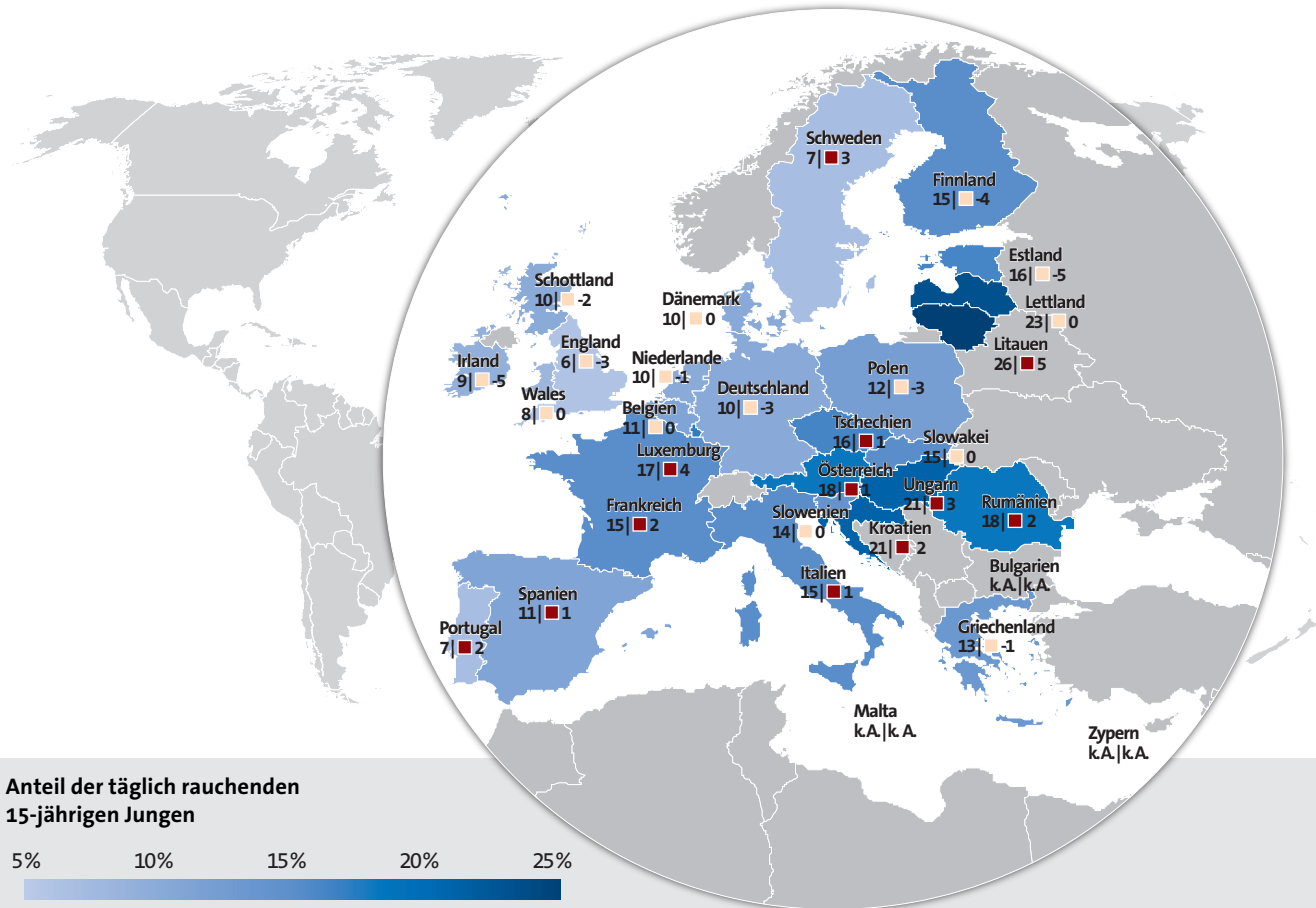 Schweden
7| 3
Finnland
15| -4
Estland
16| -5
Schottland
10| -2
Dänemark
10| 0
Lettland
23| 0
England
6| -3
Litauen
26| 5
Irland
9| -5
Niederlande
10| -1
Polen
12| -3
Deutschland
10| -3
Wales
8| 0
Belgien
11| 0
Tschechien
16| 1
Slowakei
15| 0
Luxemburg
17| 4
Österreich
18| 1
Ungarn
21| 3
Frankreich
15| 2
Slowenien
14| 0
Rumänien
18| 2
Kroatien
21| 2
Bulgarien
k.A.|k.A.
Italien
15| 1
Spanien
11| 1
Portugal
7| 2
Griechenland
13| -1
Malta
k.A.|k. A.
Zypern
k.A.|k.A.
Anteil der täglich rauchenden
15-jährigen Jungen
5% 10% 15% 20% 25%